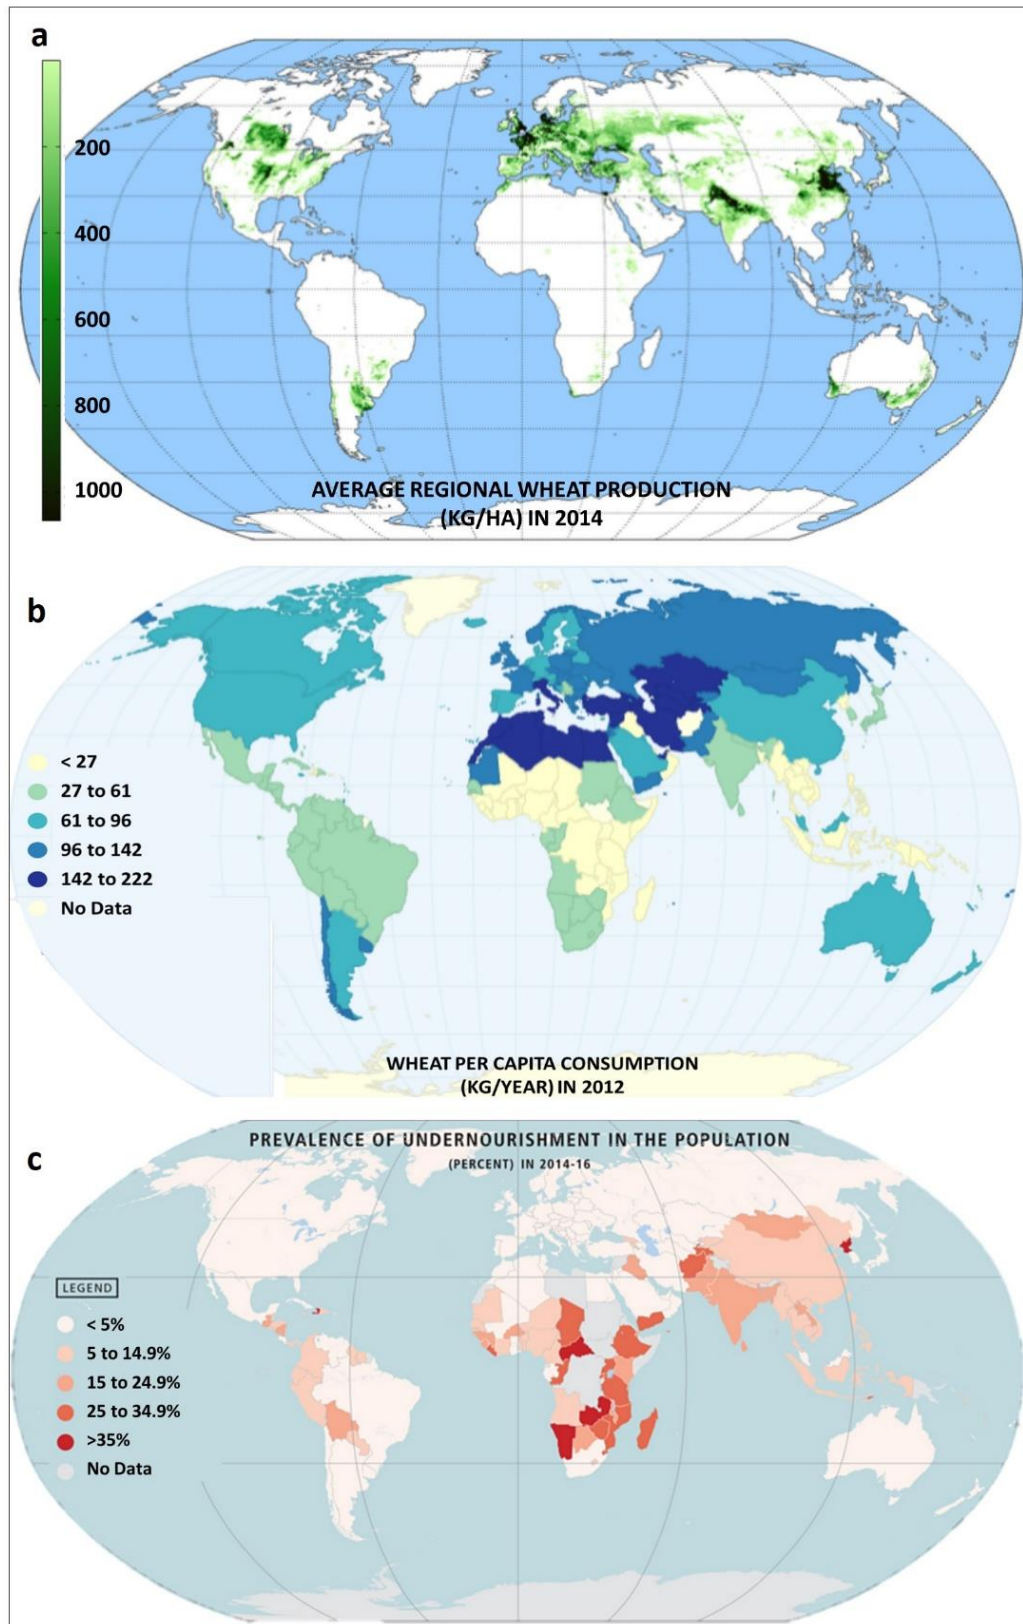 a
200
400
600
800
1000
AVERAGE REGIONAL WHEAT PRODUCTION
(KG/HA) IN 2014
b
< 27
27 to 61
61 to 96
96 to 142
142 to 222
No Data
WHEAT PER CAPITA CONSUMPTION
(KG/YEAR) IN 2012
c
PREVALENCE OF UNDERNOURISHMENT IN THE POPULATION
(PERCENT) IN 2014-16
LEGEND
< 5%
5 to 14.9%
15 to 24.9%
25 to 34.9%
>35%
No Data